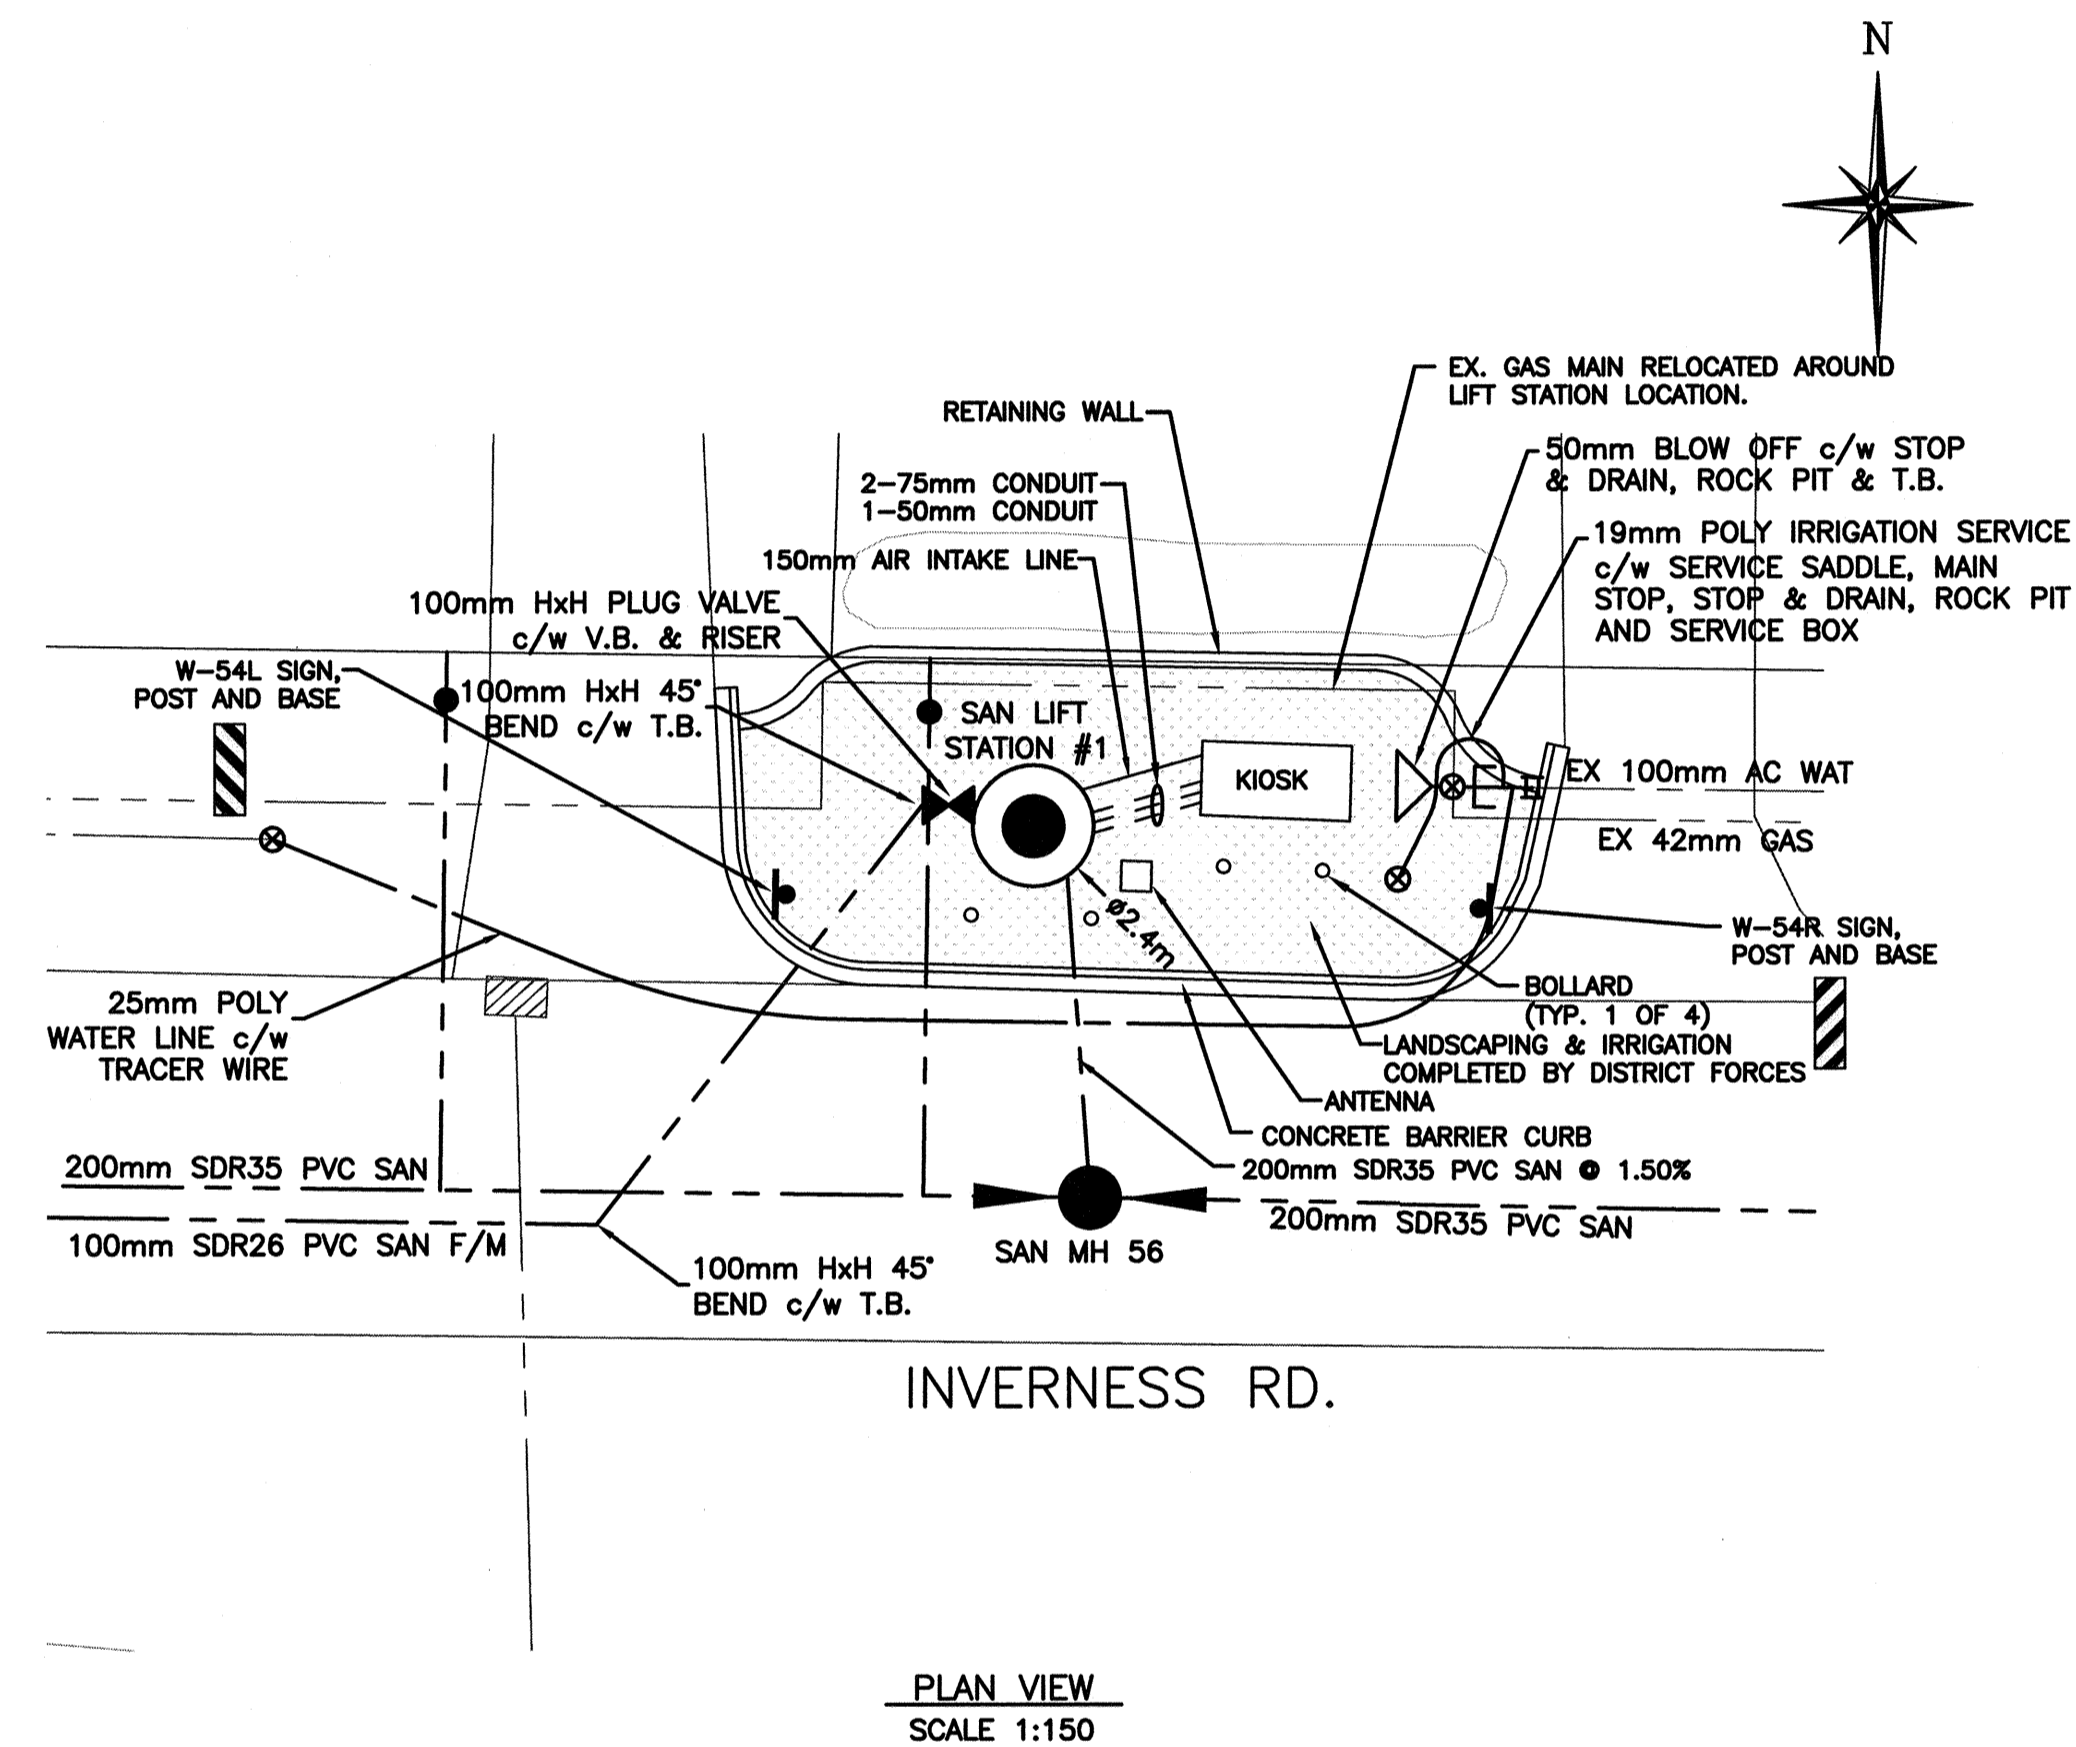 N
EX. GAS MAIN RELOCATED AROUND
LIFT STATION LOCATION.
RETAINING WALL
50mm BLOW OFF c/w STOP
& DRAIN, ROCK PIT & T.B.
2-75mm CONDUIT
1-50mm CONDUIT
19mm POLY IRRIGATION SERVICE
c/w SERVICE SADDLE, MAIN
STOP, STOP & DRAIN, ROCK PIT
AND SERVICE BOX
150mm AIR INTAKE LINE
100mm HxH PLUG VALVE
c/w V.B. & RISER
W-54L SIGN,
POST AND BASE
100mm HxH 45°
BEND c/w T.B.
SAN LIFT
STATION #1
KIOSK
EX 100mm AC WAT
EX 42mm GAS
ø2.4m
W-54R SIGN,
POST AND BASE
BOLLARD
(TYP. 1 OF 4)
25mm POLY
WATER LINE c/w
TRACER WIRE
LANDSCAPING & IRRIGATION
COMPLETED BY DISTRICT FORCES
ANTENNA
CONCRETE BARRIER CURB
200mm SDR35 PVC SAN @ 1.50%
200mm SDR35 PVC SAN
200mm SDR35 PVC SAN
100mm SDR26 PVC SAN F/M
SAN MH 56
100mm HxH 45°
BEND c/w T.B.
INVERNESS RD.
PLAN VIEW
SCALE 1:150